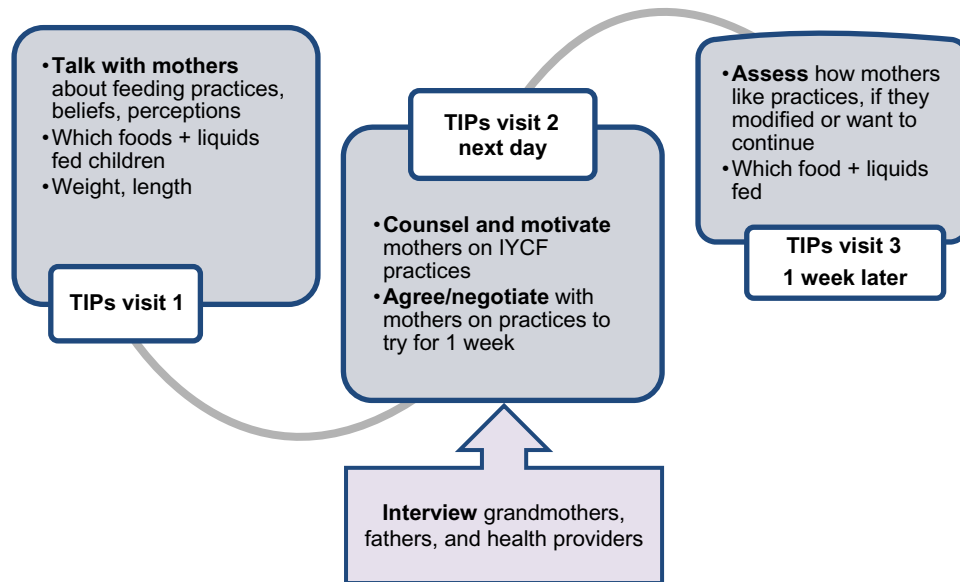 •Talk with mothers
about feeding practices,
beliefs, perceptions
•Which foods + liquids
fed children
•Weight, length
TIPs visit 1
TIPs visit 2
next day
•Counsel and motivate
mothers on IYCF
practices
•Agree/negotiate with
mothers on practices to
try for 1 week
Interview grandmothers,
fathers, and health providers
•Assess how mothers
like practices, if they
modified or want to
continue
•Which food + liquids
fed
TIPs visit 3
1 week later